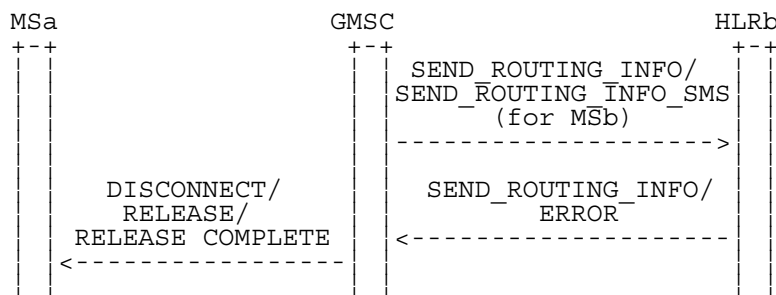 MSa GMSC HLRb
SEND_ROUTING_INFO/
SEND_ROUTING_INFO_SMS
(for MSb)
DISCONNECT/ SEND_ROUTING_INFO/
RELEASE/ ERROR
RELEASE COMPLETE